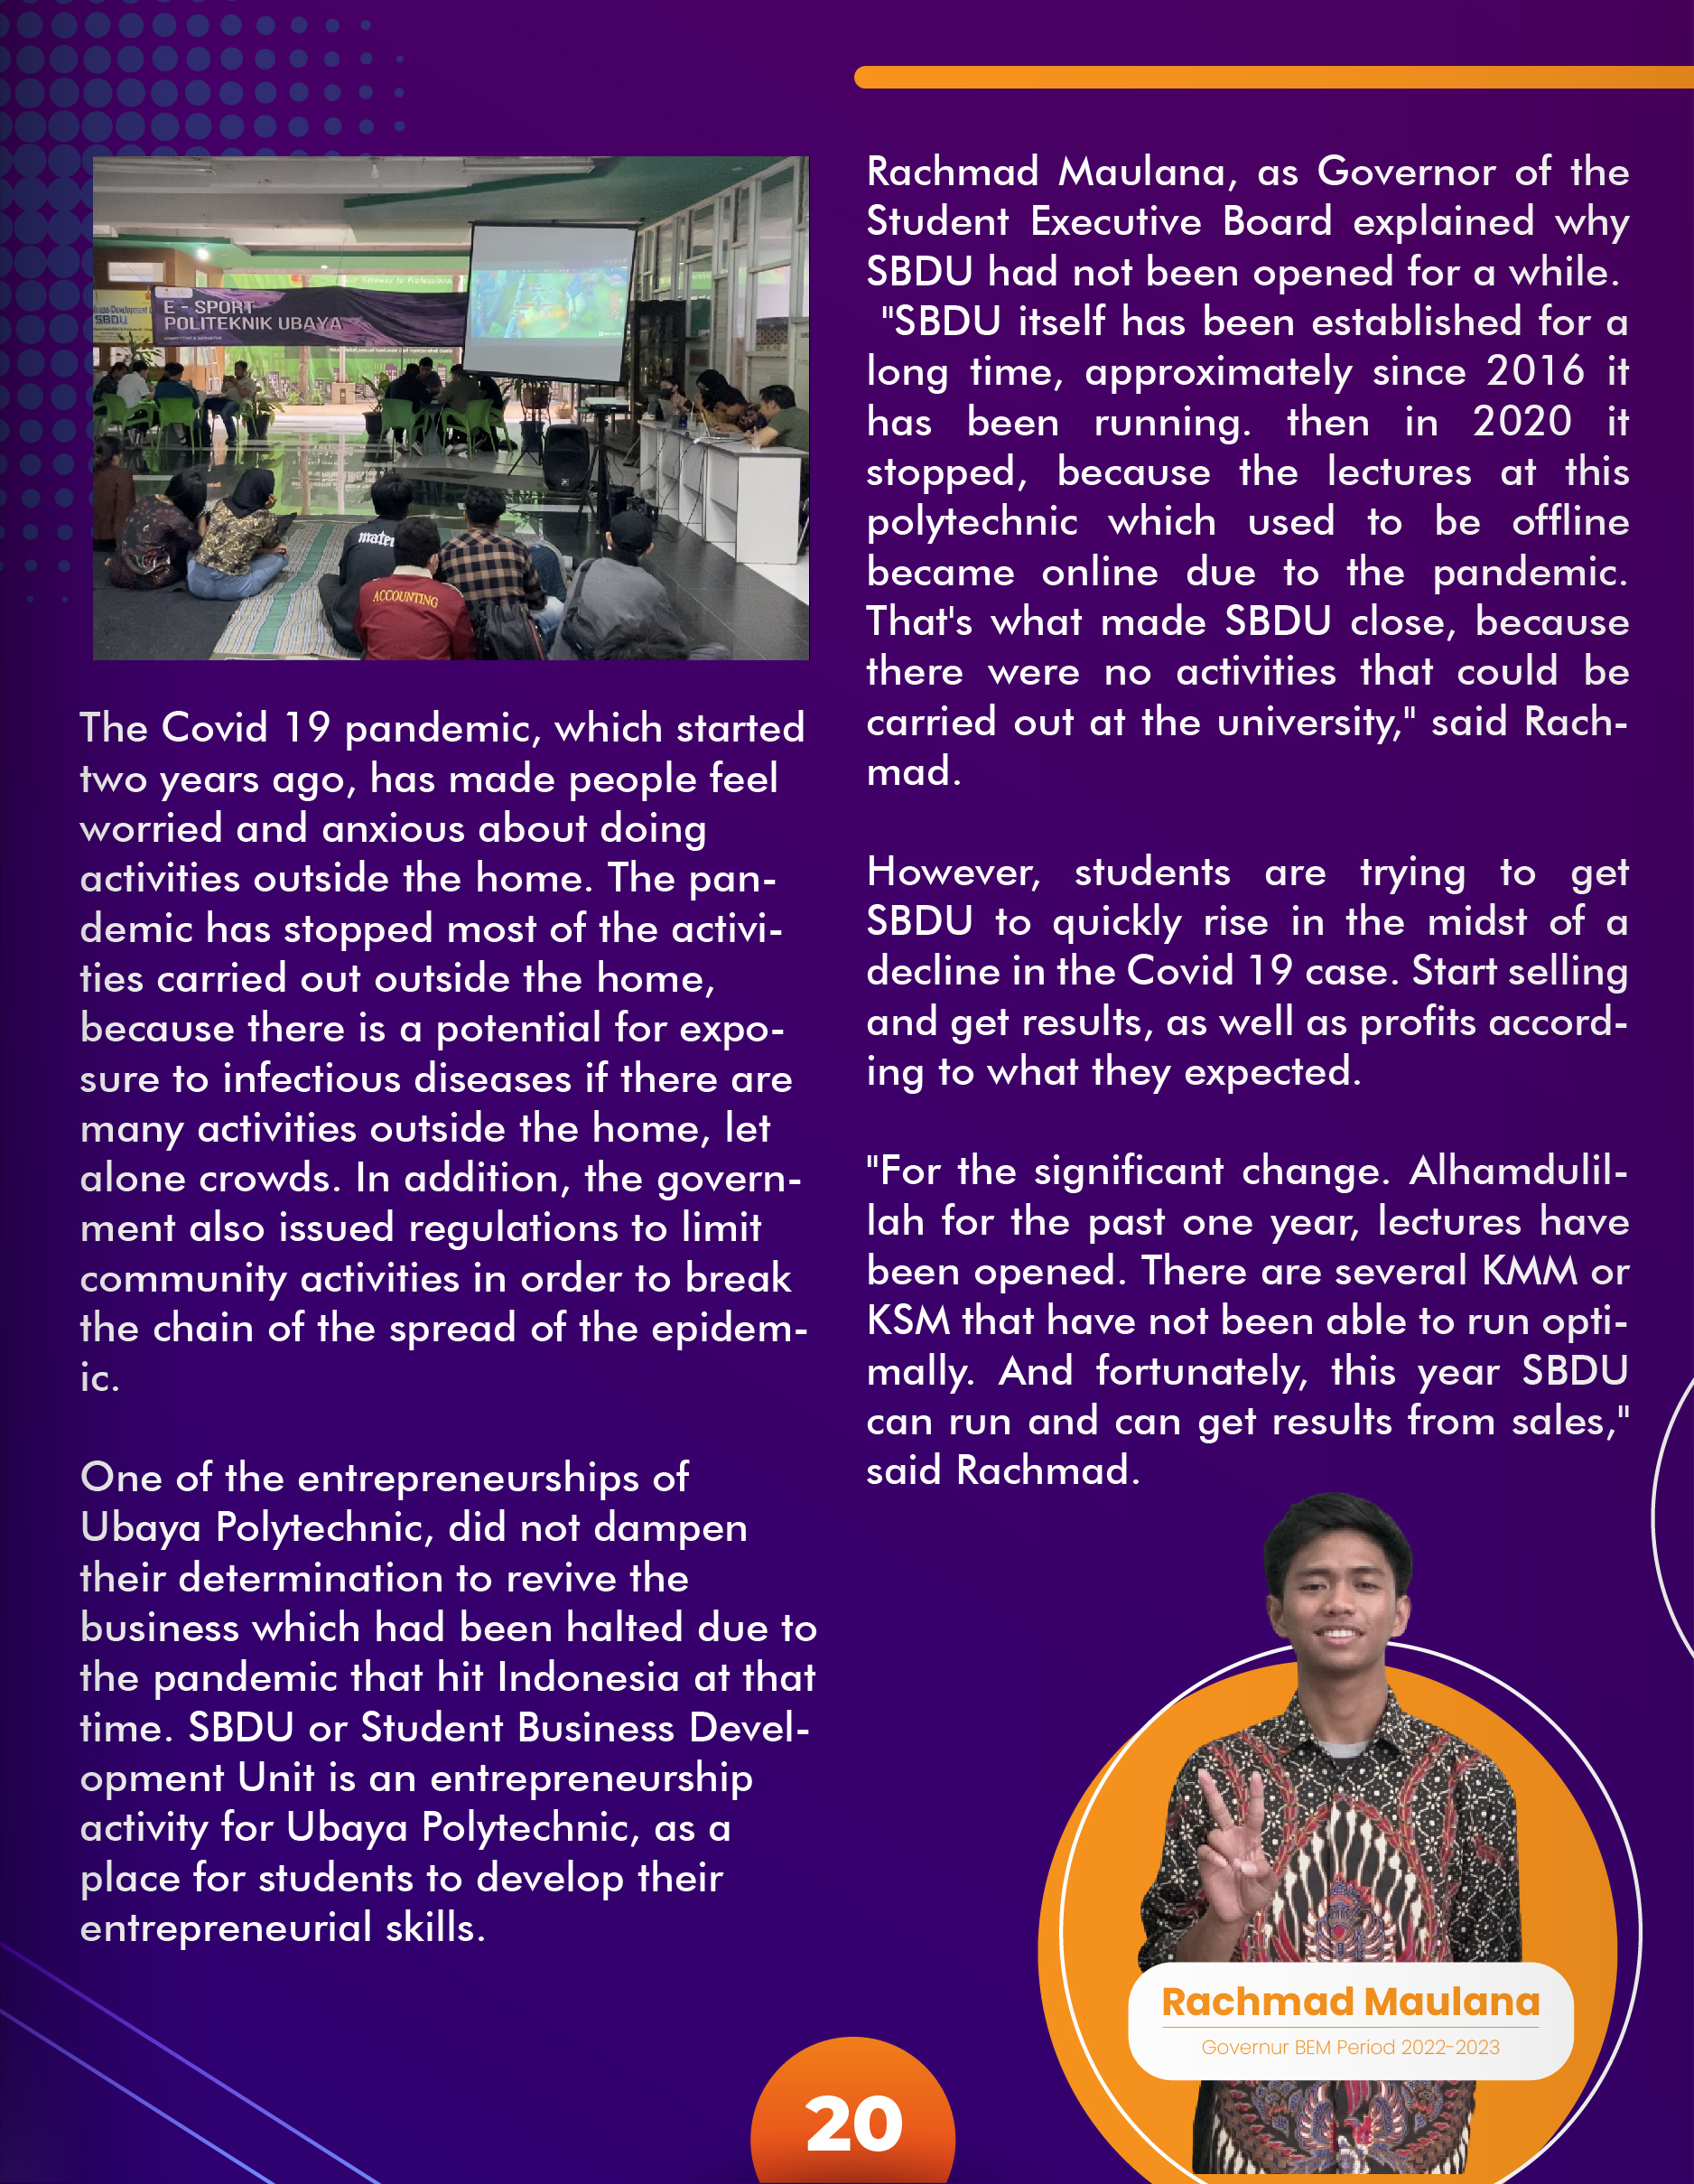 Gateway to Professional
E - SPORT
POLITEKNIK UBAYA
SBDU
mater
ACCOUNTING
The Covid 19 pandemic, which started
two years ago, has made people feel
worried and anxious about doing
activities outside the home. The pan-
demic has stopped most of the activi-
ties carried out outside the home,
because there is a potential for expo-
sure to infectious diseases if there are
many activities outside the home, let
alone crowds. In addition, the govern-
ment also issued regulations to limit
community activities in order to break
the chain of the spread of the epidem-
ic.
One of the entrepreneurships of
Ubaya Polytechnic, did not dampen
their determination to revive the
business which had been halted due to
the pandemic that hit Indonesia at that
time. SBDU or Student Business Devel-
opment Unit is an entrepreneurship
activity for Ubaya Polytechnic, as a
place for students to develop their
entrepreneurial skills.
Rachmad Maulana, as Governor of the
Student Executive Board explained why
SBDU had not been opened for a while.
"SBDU itself has been established for a
long time, approximately since 2016 it
has been running. then in 2020 it
stopped, because the lectures at this
polytechnic which used to be offline
became online due to the pandemic.
That's what made SBDU close, because
there were no activities that could be
carried out at the university," said Rach-
mad.
However, students are trying to get
SBDU to quickly rise in the midst of a
decline in the Covid 19 case. Start selling
and get results, as well as profits accord-
ing to what they expected.
"For the significant change. Alhamdulil-
lah for the past one year, lectures have
been opened. There are several KMM or
KSM that have not been able to run opti-
mally. And fortunately, this year SBDU
can run and can get results from sales,"
said Rachmad.
Rachmad Maulana
Governur BEM Period 2022-2023
20